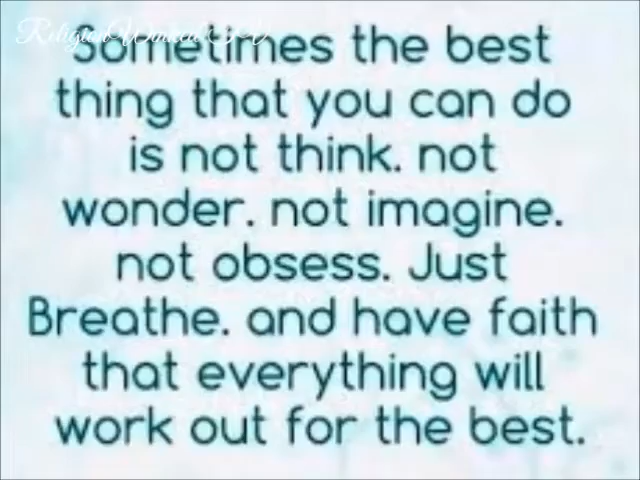 Sometimes the best
thing that you can do
is not think. not
wonder. not imagine.
not obsess. Just
Breathe. and have faith
that everything will
work out for the best.